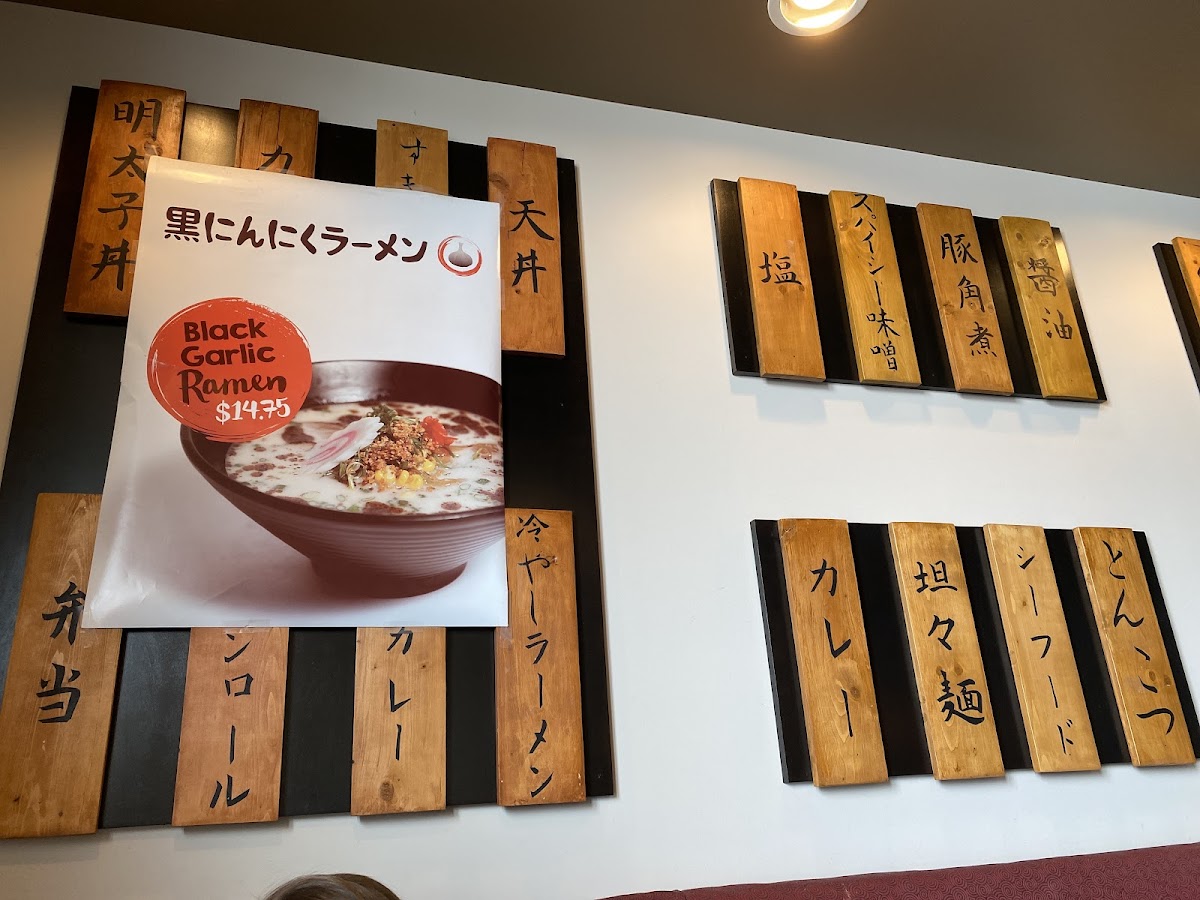 明太子丼
カ
すき
天丼
黒にんにくラーメン
Black
Garlic
Ramen
$14.75
弁当
ンロール
カレー
冷やしラーメン
塩
スパイシー味噌
豚角煮
醤油
カレー
坦々麺
シーフード
とんこつ